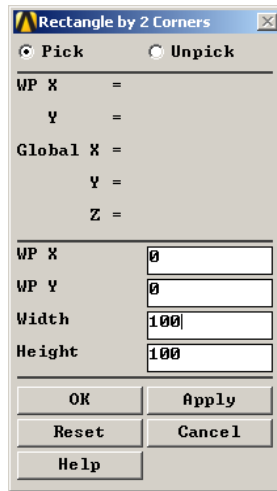 Rectangle by 2 Corners
Pick Unpick
WP X =
Y =
Global X =
Y =
Z =
WP X 0
WP Y 0
Width 100
Height 100
OK Apply
Reset Cancel
Help